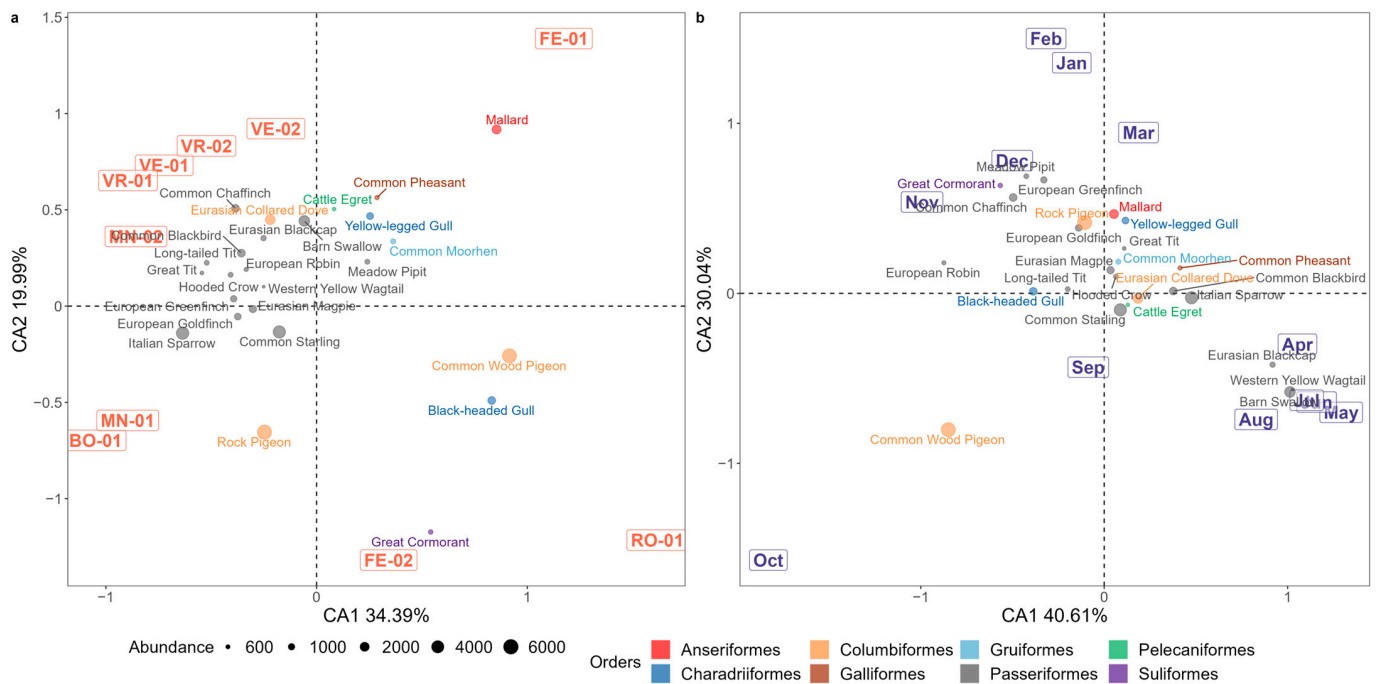 a
1.5
FE-01
1
Mallard
VE-02
VR-02
VE-01
VR-01
Common Pheasant
Common Chaffinch
Cattle Egret
0.5
Eurasian Collared Dove
Yellow-legged Gull
MN-02
Common Blackbird
Eurasian Blackcap
Barn Swallow
Common Moorhen
Long-tailed Tit
European Robin
Great Tit
Meadow Pipit
Hooded Crow
Western Yellow Wagtail
0
European Greenfinch
Eurasian Magpie
European Goldfinch
Italian Sparrow
Common Starling
Common Wood Pigeon
−0.5
Black-headed Gull
MN-01
BO-01
Rock Pigeon
−1
Great Cormorant
RO-01
FE-02
−1
0
1
CA1 34.39%
CA2 19.99%
b
Feb
Jan
1
Mar
Dec
Meadow Pipit
Great Cormorant
European Greenfinch
Nov
Common Chaffinch
Rock Pigeon
Mallard
Yellow-legged Gull
European Goldfinch
Great Tit
Eurasian Magpie
Common Moorhen
Common Pheasant
European Robin
Long-tailed Tit
Eurasian Collared Dove
Common Blackbird
0
Black-headed Gull
Hooded Crow
Italian Sparrow
Common Starling
Cattle Egret
Apr
Eurasian Blackcap
Sep
Western Yellow Wagtail
Barn Swallow
Jul
May
Aug
Common Wood Pigeon
−1
Oct
−1
0
1
CA1 40.61%
CA2 30.04%
Abundance
600
1000
2000
4000
6000
Orders
Anseriformes
Columbiformes
Gruiformes
Pelecaniformes
Charadriiformes
Galliformes
Passeriformes
Suliformes